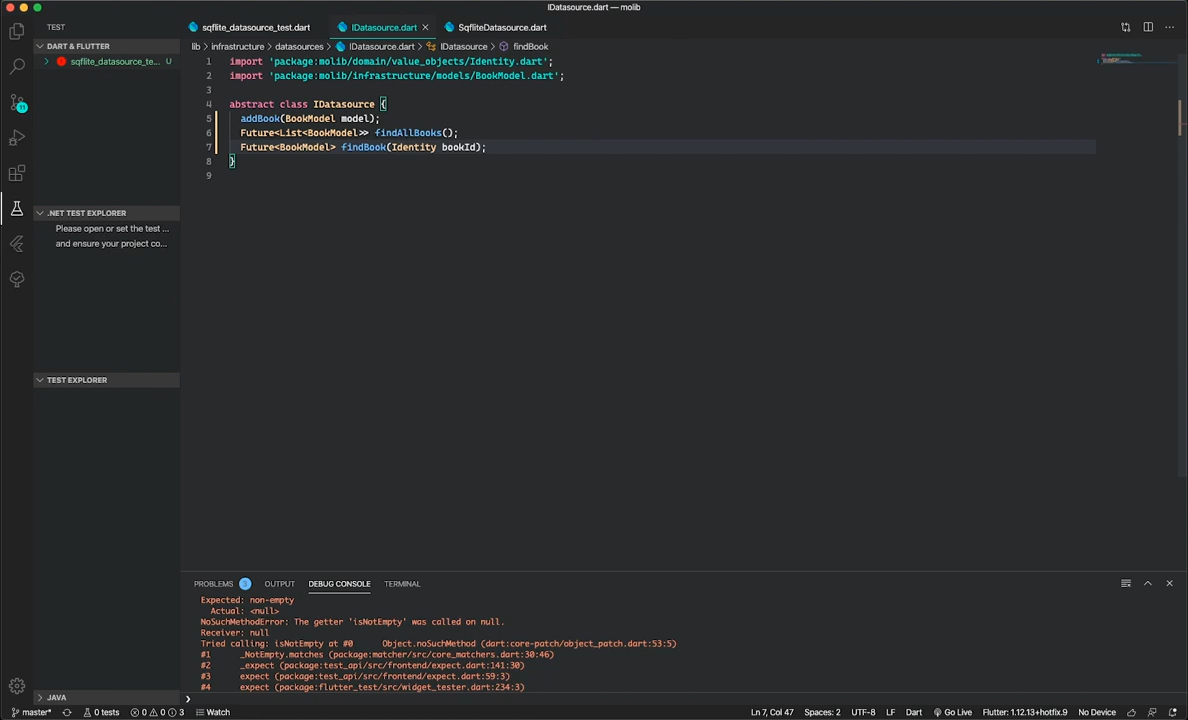 IDatasource.dart — molib
TEST
sqflite_datasource_test.dart
IDatasource.dart
SqfliteDatasource.dart
DART & FLUTTER
sqflite_datasource_te... U
lib > infrastructure > datasources > IDatasource.dart > IDatasource > findBook
1 import 'package:molib/domain/value_objects/Identity.dart';
2 import 'package:molib/infrastructure/models/BookModel.dart';
3
4 abstract class IDatasource {
5 addBook(BookModel model);
6 Future<List<BookModel>> findAllBooks();
7 Future<BookModel> findBook(Identity bookId);
8 }
9
11
.NET TEST EXPLORER
Please open or set the test ...
and ensure your project co...
TEST EXPLORER
JAVA
PROBLEMS 3 OUTPUT DEBUG CONSOLE TERMINAL
Expected: non-empty
Actual: <null>
NoSuchMethodError: The getter 'isNotEmpty' was called on null.
Receiver: null
Tried calling: isNotEmpty at #0 Object.noSuchMethod (dart:core-patch/object_patch.dart:53:5)
#1 _NotEmpty.matches (package:matcher/src/core_matchers.dart:30:46)
#2 _expect (package:test_api/src/frontend/expect.dart:141:30)
#3 expect (package:test_api/src/frontend/expect.dart:59:3)
#4 expect (package:flutter_test/src/widget_tester.dart:234:3)
master* 0 tests 0 0 3 Watch Ln 7, Col 47 Spaces: 2 UTF-8 LF Dart Go Live Flutter: 1.12.13+hotfix.9 No Device